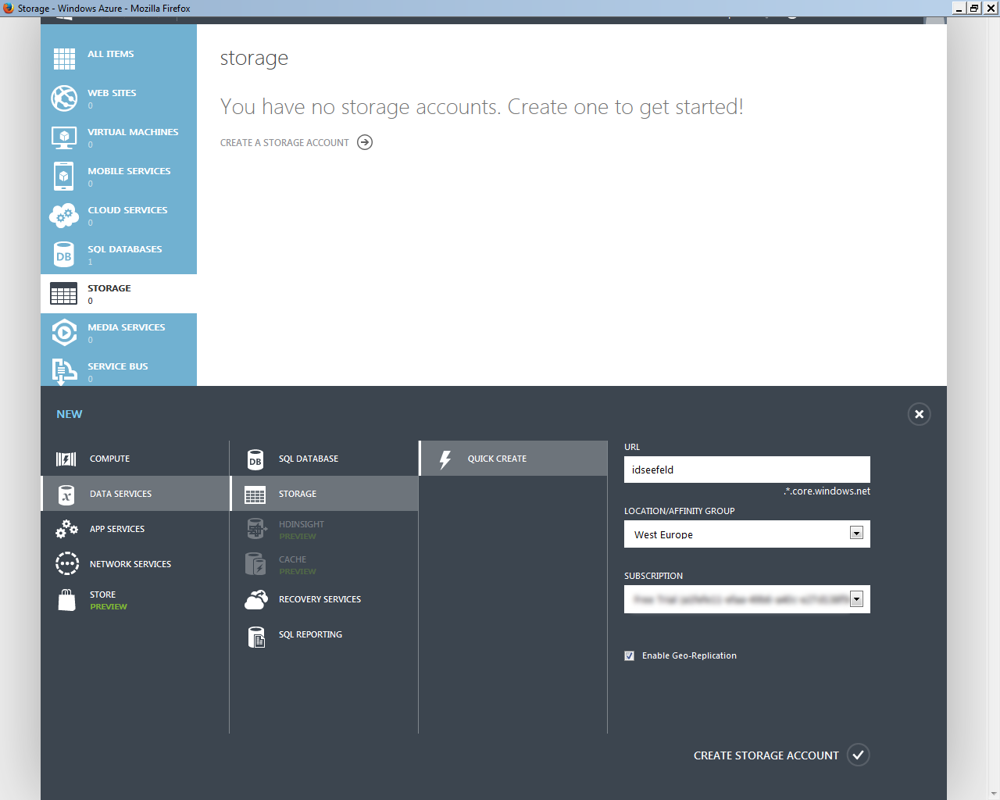 Storage - Windows Azure - Mozilla Firefox
ALL ITEMS
WEB SITES
0
VIRTUAL MACHINES
0
MOBILE SERVICES
0
CLOUD SERVICES
0
DB
SQL DATABASES
1
STORAGE
0
MEDIA SERVICES
0
SERVICE BUS
0
storage
You have no storage accounts. Create one to get started!
CREATE A STORAGE ACCOUNT
NEW
COMPUTE
DATA SERVICES
APP SERVICES
NETWORK SERVICES
STORE
PREVIEW
DB
SQL DATABASE
STORAGE
HDINSIGHT
PREVIEW
CACHE
PREVIEW
RECOVERY SERVICES
SQL REPORTING
QUICK CREATE
URL
idseefeld
.*.core.windows.net
LOCATION/AFFINITY GROUP
West Europe
SUBSCRIPTION
Enable Geo-Replication
CREATE STORAGE ACCOUNT